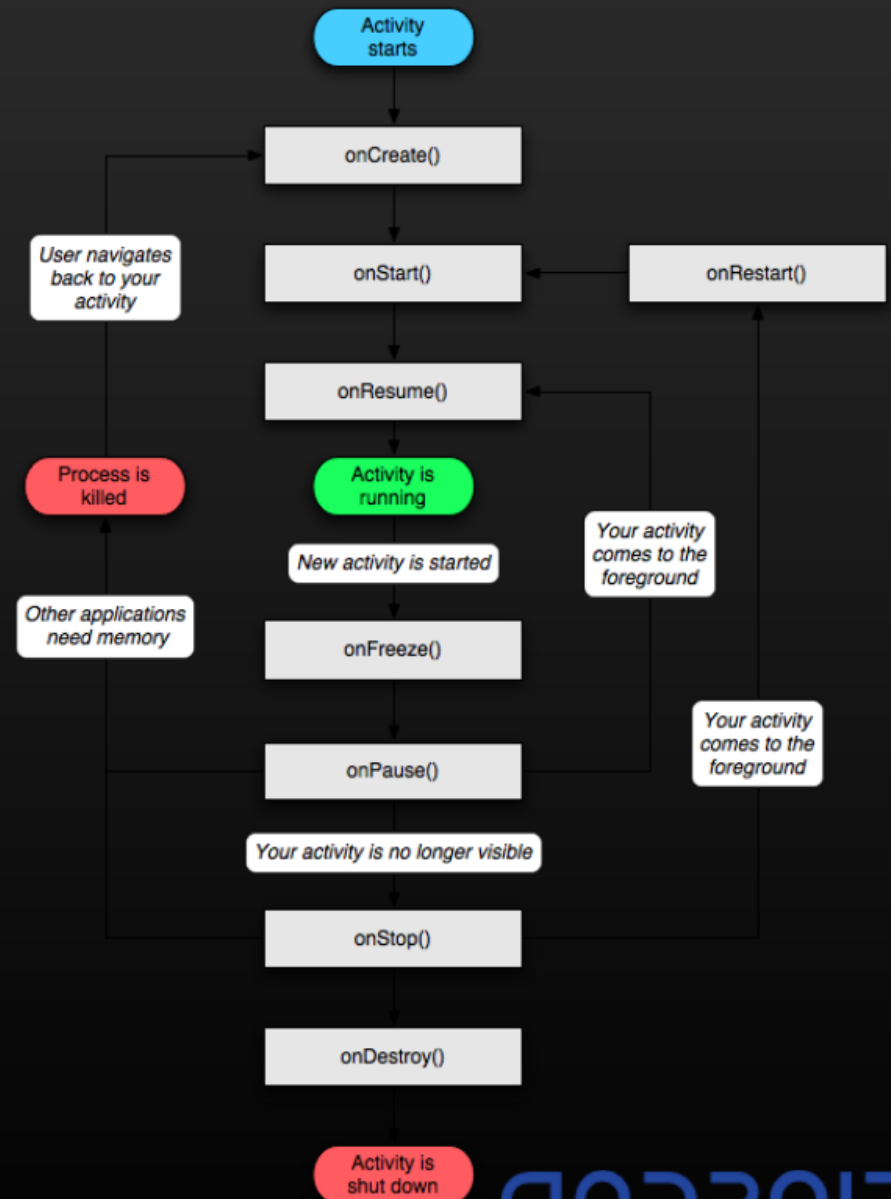 Activity
starts
onCreate()
User navigates
back to your
activity
onStart()
onRestart()
onResume()
Process is
killed
Activity is
running
Your activity
comes to the
foreground
New activity is started
Other applications
need memory
onFreeze()
Your activity
comes to the
foreground
onPause()
Your activity is no longer visible
onStop()
onDestroy()
Activity is
shut down